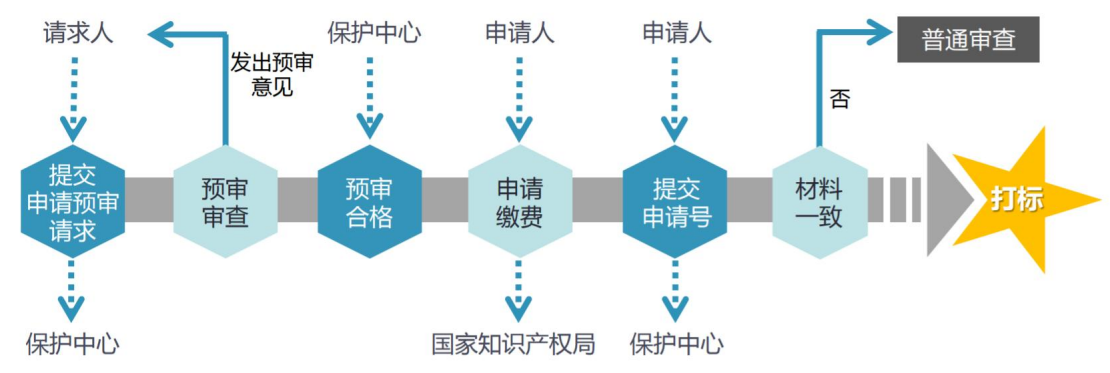 请求人
保护中心
申请人
申请人
普通审查
发出预审
意见
否
提交
申请预审
请求
预审
审查
预审
合格
申请
缴费
提交
申请号
材料
一致
打标
保护中心
国家知识产权局
保护中心